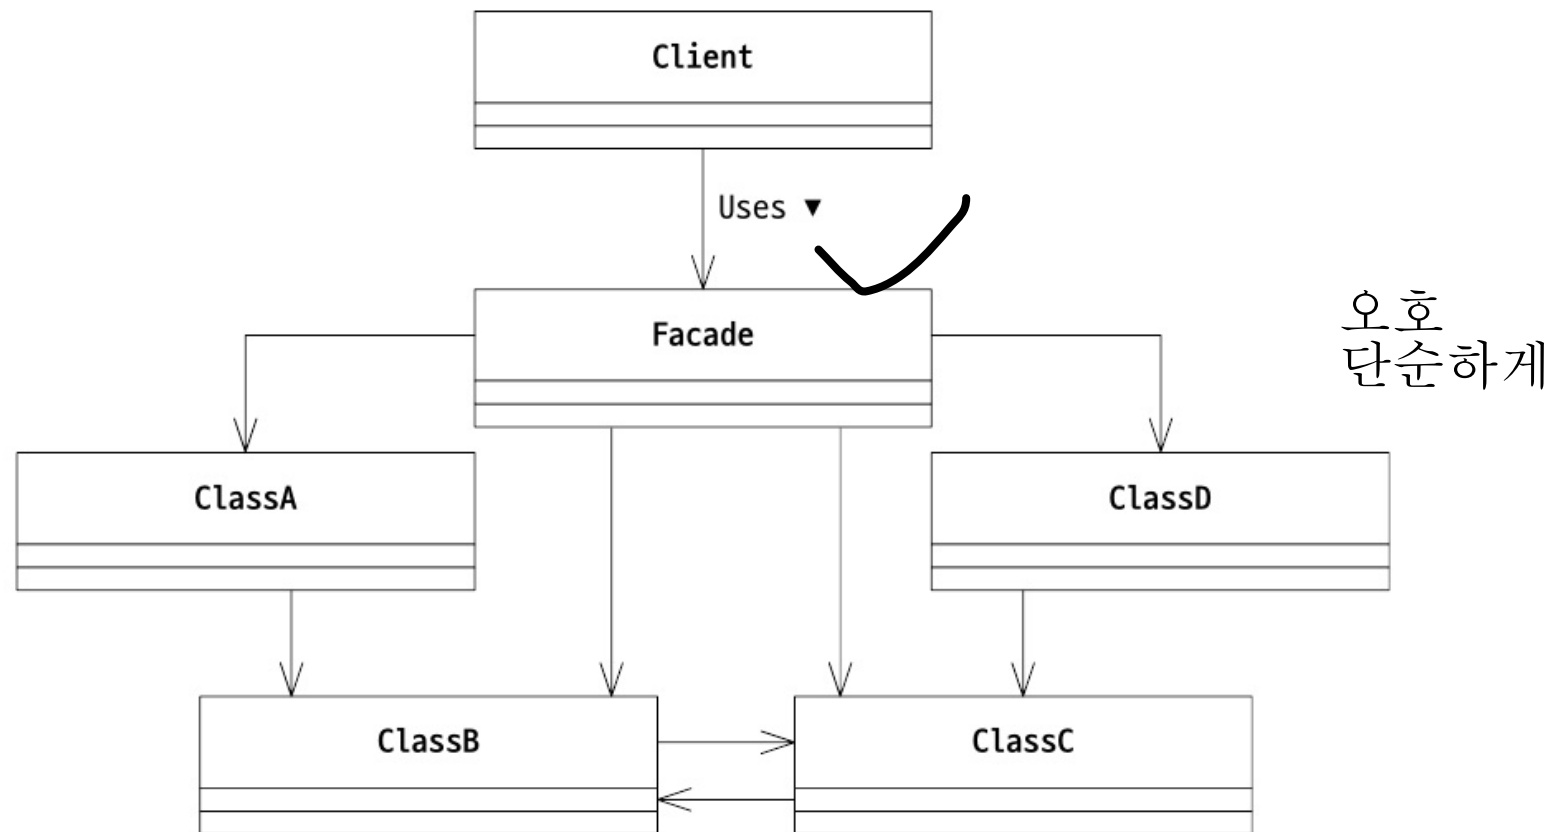 Client
Uses ▼
Facade
오호
단순하게
ClassA
ClassD
ClassB
ClassC